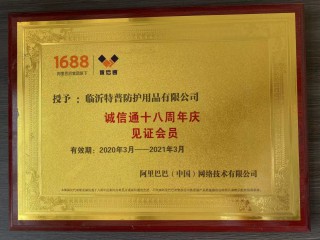 1688
诚信通
授予：临沂特普防护用品有限公司
诚信通十八周年庆
见证会员
有效期：2020年3月——2021年3月
阿里巴巴（中国）网络技术有限公司